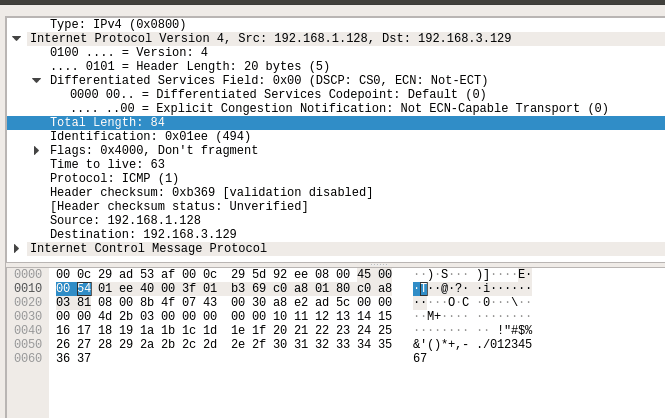 Type: IPv4 (0x0800)
Internet Protocol Version 4, Src: 192.168.1.128, Dst: 192.168.3.129
0100 .... = Version: 4
.... 0101 = Header Length: 20 bytes (5)
Differentiated Services Field: 0x00 (DSCP: CS0, ECN: Not-ECT)
0000 00.. = Differentiated Services Codepoint: Default (0)
.... ..00 = Explicit Congestion Notification: Not ECN-Capable Transport (0)
Total Length: 84
Identification: 0x01ee (494)
Flags: 0x4000, Don't fragment
Time to live: 63
Protocol: ICMP (1)
Header checksum: 0xb369 [validation disabled]
[Header checksum status: Unverified]
Source: 192.168.1.128
Destination: 192.168.3.129
Internet Control Message Protocol
0000 00 0c 29 ad 53 af 00 0c 29 5d 92 ee 08 00 45 00 ··)·S··· )]····E·
0010 00 54 01 ee 40 00 3f 01 b3 69 c0 a8 01 80 c0 a8 ·T··@·?· ·i······
0020 03 81 08 00 8b 4f 07 43 00 30 a8 e2 ad 5c 00 00 ·····O·C ·0···\··
0030 00 00 4d 2b 03 00 00 00 00 00 10 11 12 13 14 15 ··M+···· ········
0040 16 17 18 19 1a 1b 1c 1d 1e 1f 20 21 22 23 24 25 ········ ·· !"#$%
0050 26 27 28 29 2a 2b 2c 2d 2e 2f 30 31 32 33 34 35 &'()*+,- ./012345
0060 36 37 67